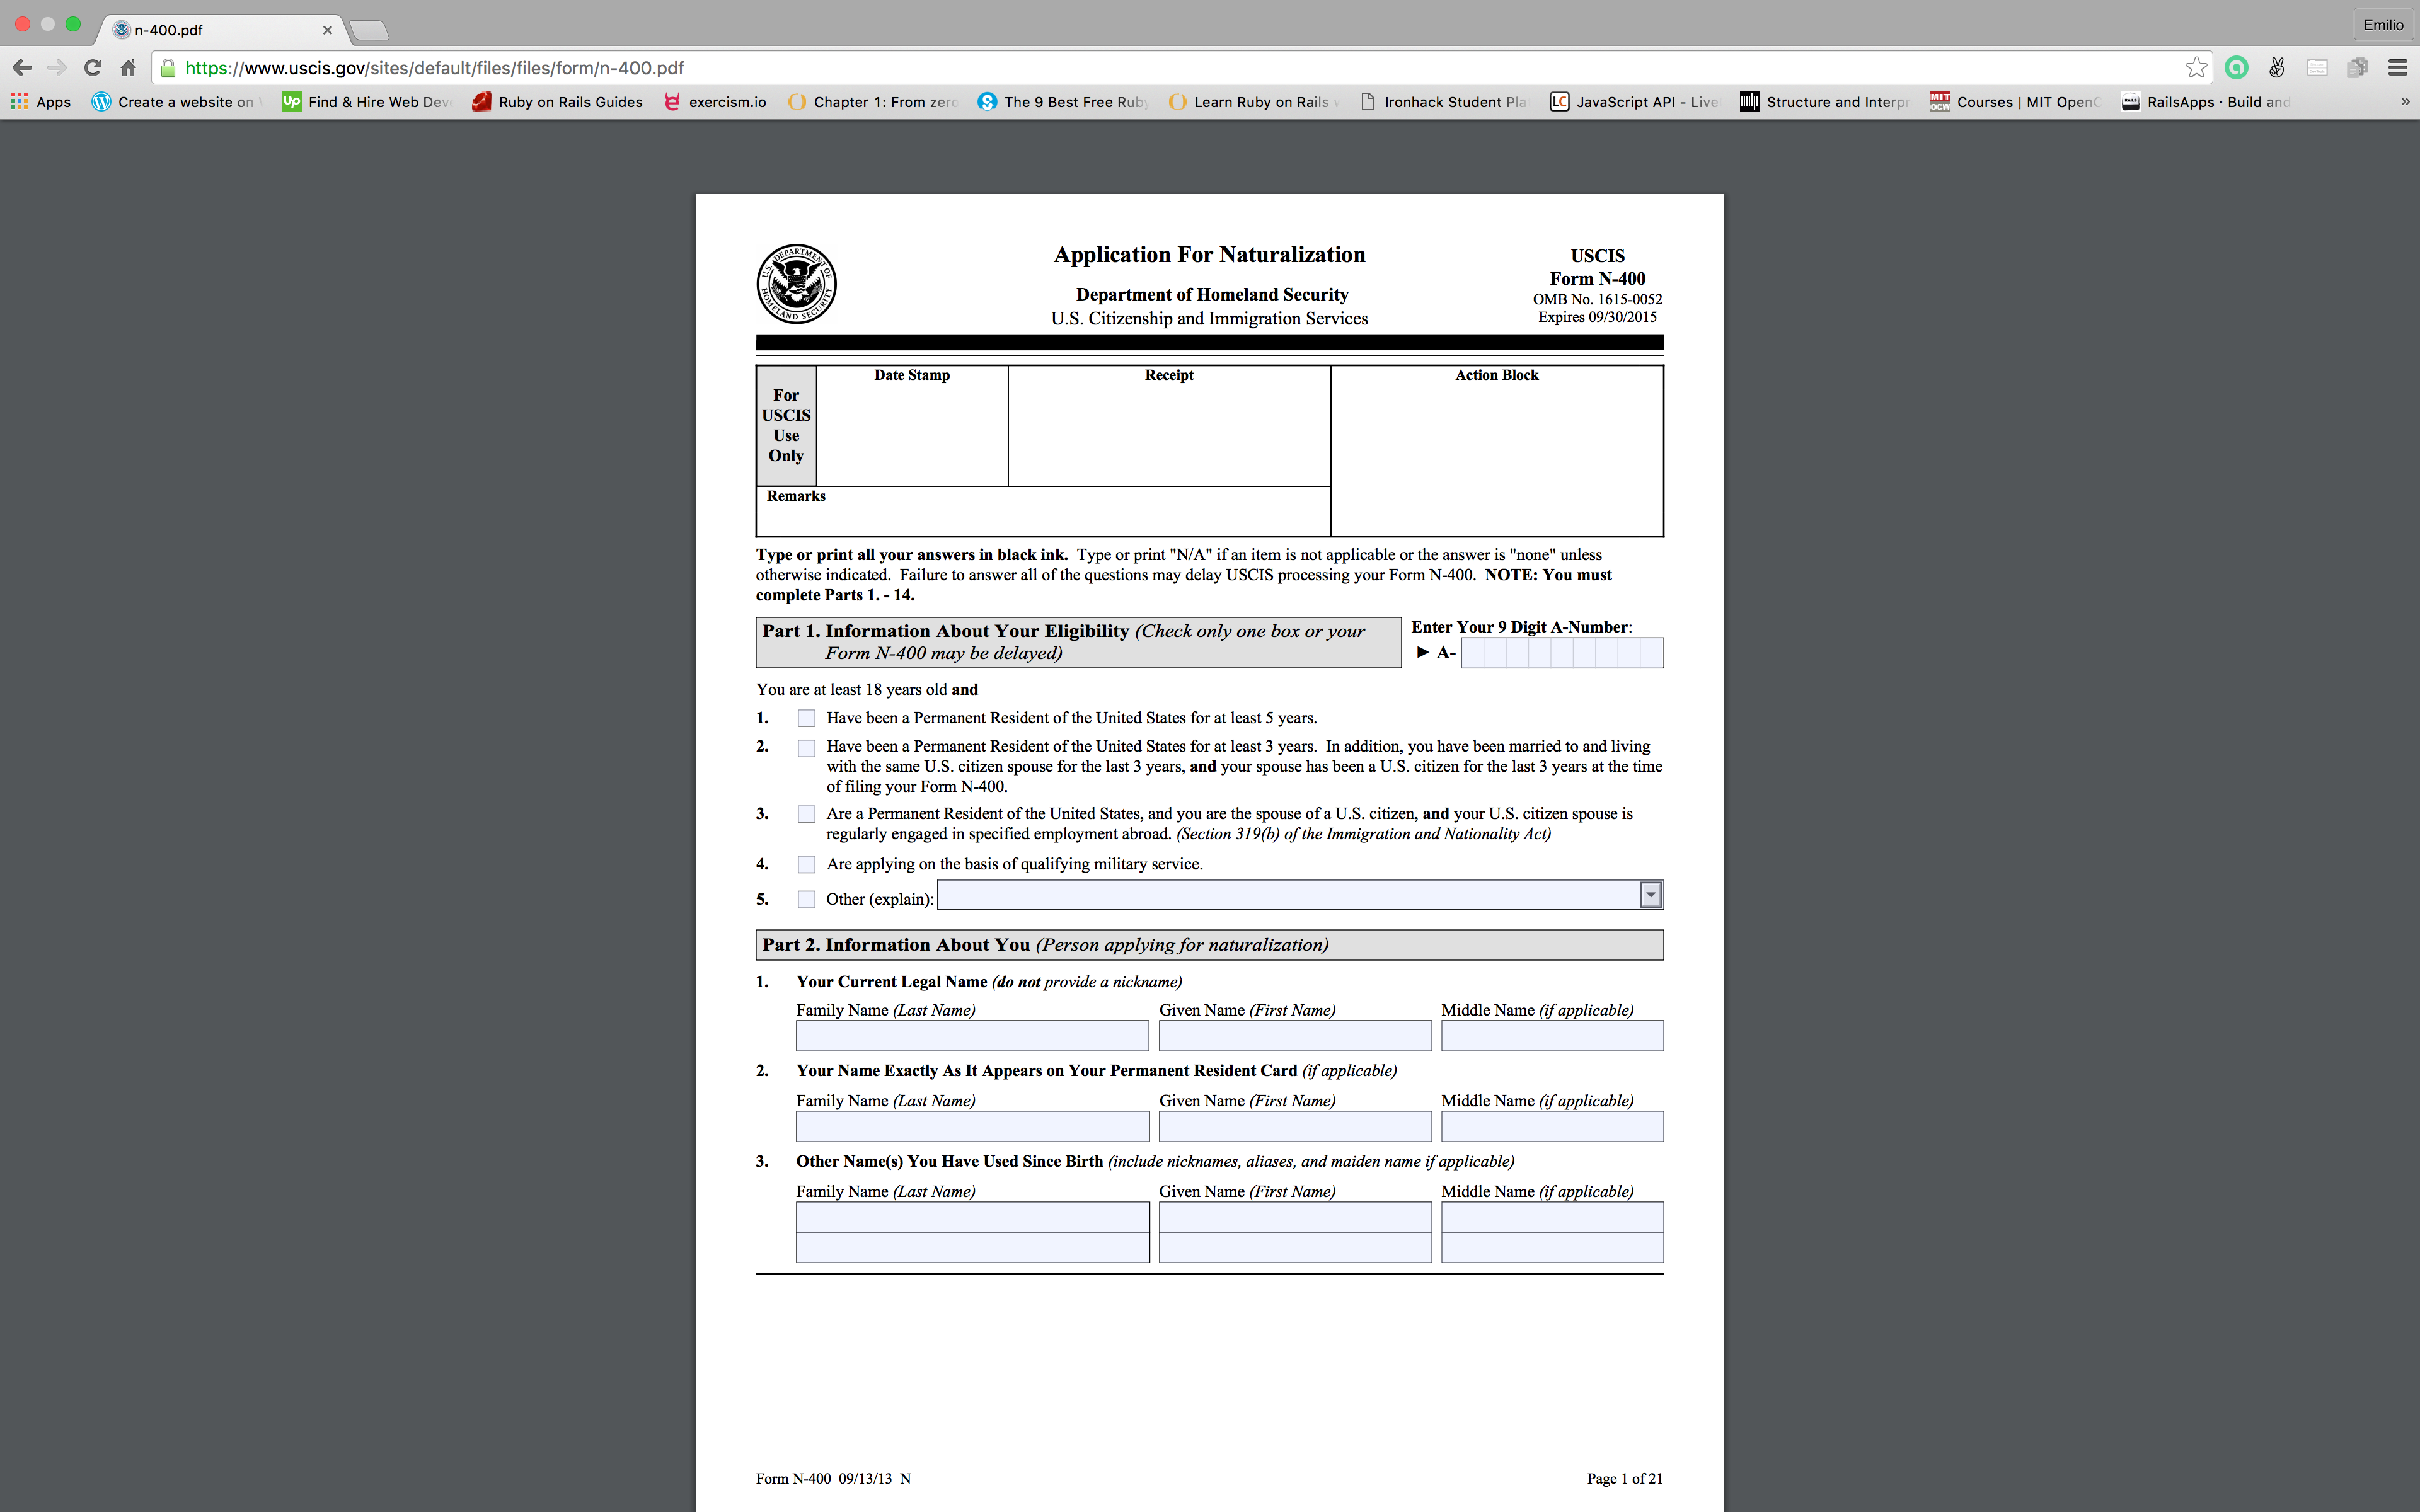 n-400.pdf
Emilio
https://www.uscis.gov/sites/default/files/files/form/n-400.pdf
Apps Create a website on Find & Hire Web Dev Ruby on Rails Guides exercism.io Chapter 1: From zero The 9 Best Free Ruby Learn Ruby on Rails Ironhack Student Pla JavaScript API - Live Structure and Interpr Courses | MIT OpenC RailsApps · Build and »
U.S. DEPARTMENT OF HOMELAND SECURITY
Application For Naturalization
Department of Homeland Security
U.S. Citizenship and Immigration Services
USCIS
Form N-400
OMB No. 1615-0052
Expires 09/30/2015
For
USCIS
Use
Only
Date Stamp
Receipt
Action Block
Remarks
Type or print all your answers in black ink. Type or print "N/A" if an item is not applicable or the answer is "none" unless
otherwise indicated. Failure to answer all of the questions may delay USCIS processing your Form N-400. NOTE: You must
complete Parts 1. - 14.
Part 1. Information About Your Eligibility (Check only one box or your
Form N-400 may be delayed)
Enter Your 9 Digit A-Number:
► A-
You are at least 18 years old and
1. Have been a Permanent Resident of the United States for at least 5 years.
2. Have been a Permanent Resident of the United States for at least 3 years. In addition, you have been married to and living
with the same U.S. citizen spouse for the last 3 years, and your spouse has been a U.S. citizen for the last 3 years at the time
of filing your Form N-400.
3. Are a Permanent Resident of the United States, and you are the spouse of a U.S. citizen, and your U.S. citizen spouse is
regularly engaged in specified employment abroad. (Section 319(b) of the Immigration and Nationality Act)
4. Are applying on the basis of qualifying military service.
5. Other (explain):
Part 2. Information About You (Person applying for naturalization)
1. Your Current Legal Name (do not provide a nickname)
Family Name (Last Name) Given Name (First Name) Middle Name (if applicable)
2. Your Name Exactly As It Appears on Your Permanent Resident Card (if applicable)
Family Name (Last Name) Given Name (First Name) Middle Name (if applicable)
3. Other Name(s) You Have Used Since Birth (include nicknames, aliases, and maiden name if applicable)
Family Name (Last Name) Given Name (First Name) Middle Name (if applicable)
Form N-400 09/13/13 N
Page 1 of 21